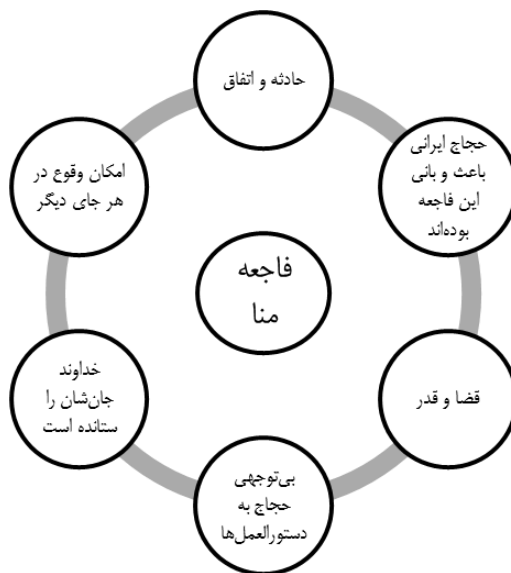 حادثه و اتفاق
حجاج ایرانی
باعث و بانی
این فاجعه
بوده‌اند
امکان وقوع در
هر جای دیگر
فاجعه
منا
خداوند
جان‌شان را
ستانده است
قضا و قدر
بی‌توجهی
حجاج به
دستورالعمل‌ها